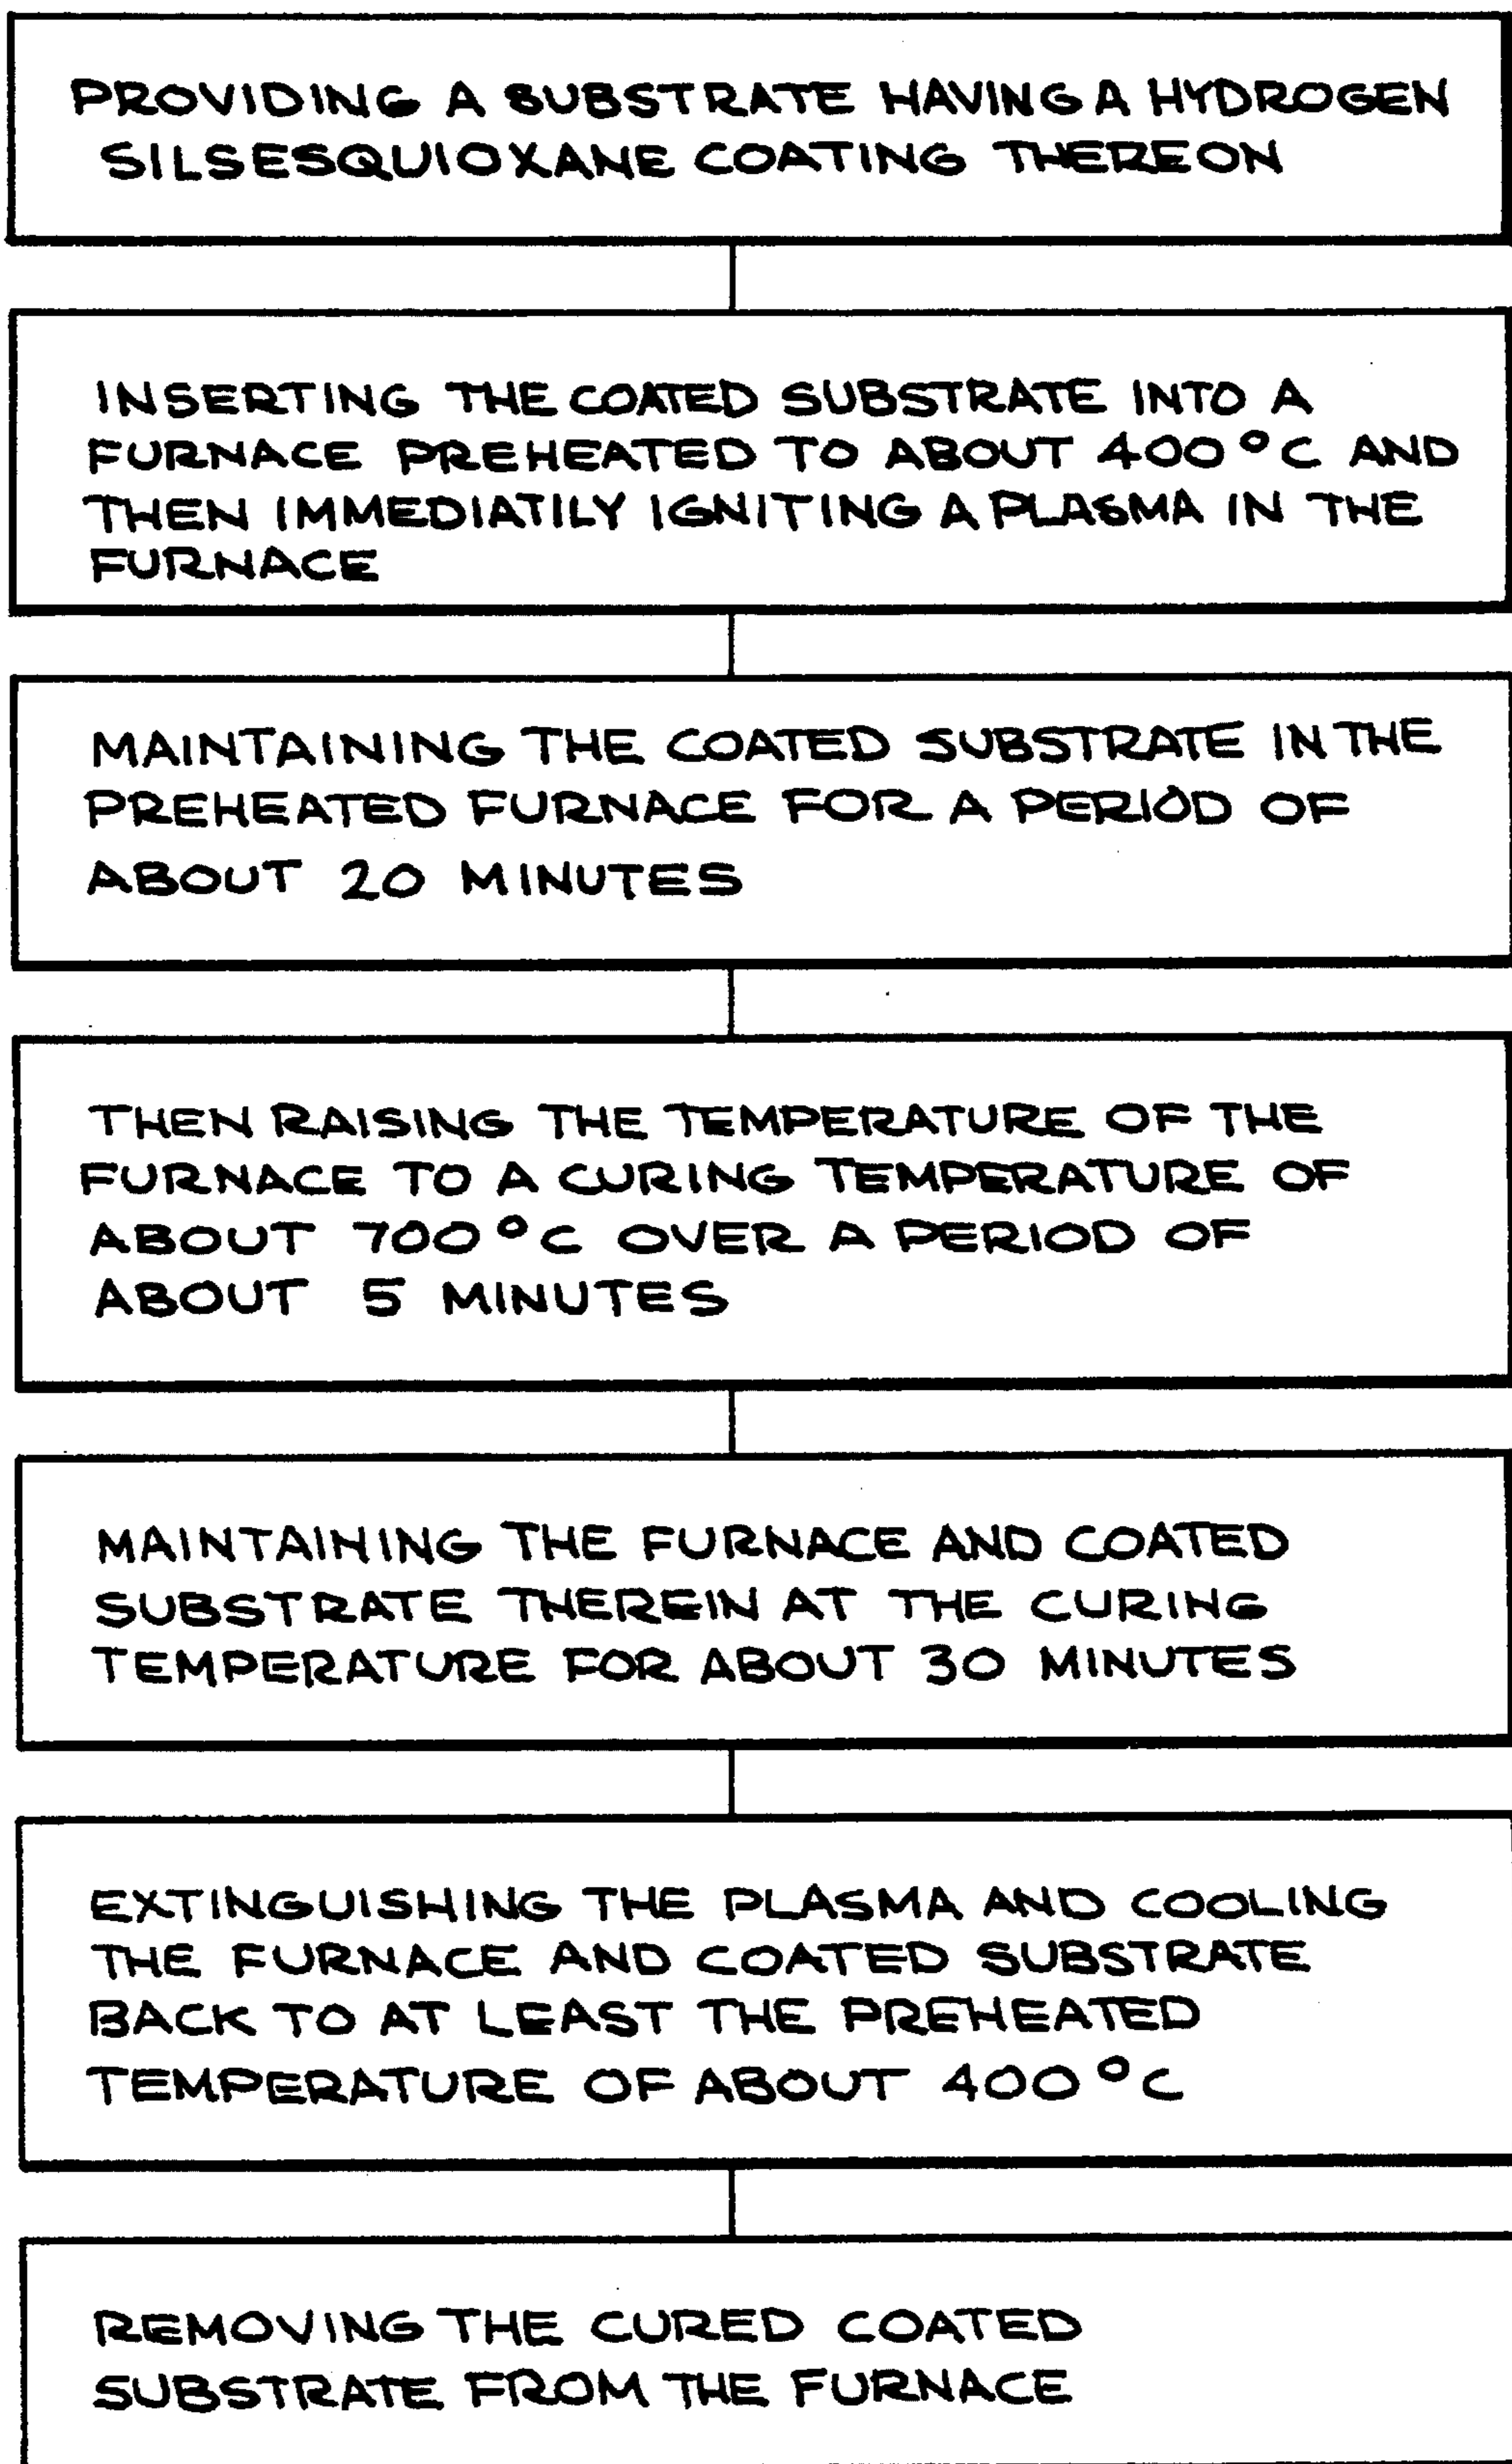 PROVIDING A SUBSTRATE HAVING A HYDROGEN
SILSESQUIOXANE COATING THEREON
INSERTING THE COATED SUBSTRATE INTO A
FURNACE PREHEATED TO ABOUT 400°C AND
THEN IMMEDIATILY IGNITING A PLASMA IN THE
FURNACE
MAINTAINING THE COATED SUBSTRATE IN THE
PREHEATED FURNACE FOR A PERIOD OF
ABOUT 20 MINUTES
THEN RAISING THE TEMPERATURE OF THE
FURNACE TO A CURING TEMPERATURE OF
ABOUT 700°C OVER A PERIOD OF
ABOUT 5 MINUTES
MAINTAINING THE FURNACE AND COATED
SUBSTRATE THEREIN AT THE CURING
TEMPERATURE FOR ABOUT 30 MINUTES
EXTINGUISHING THE PLASMA AND COOLING
THE FURNACE AND COATED SUBSTRATE
BACK TO AT LEAST THE PREHEATED
TEMPERATURE OF ABOUT 400°C
REMOVING THE CURED COATED
SUBSTRATE FROM THE FURNACE